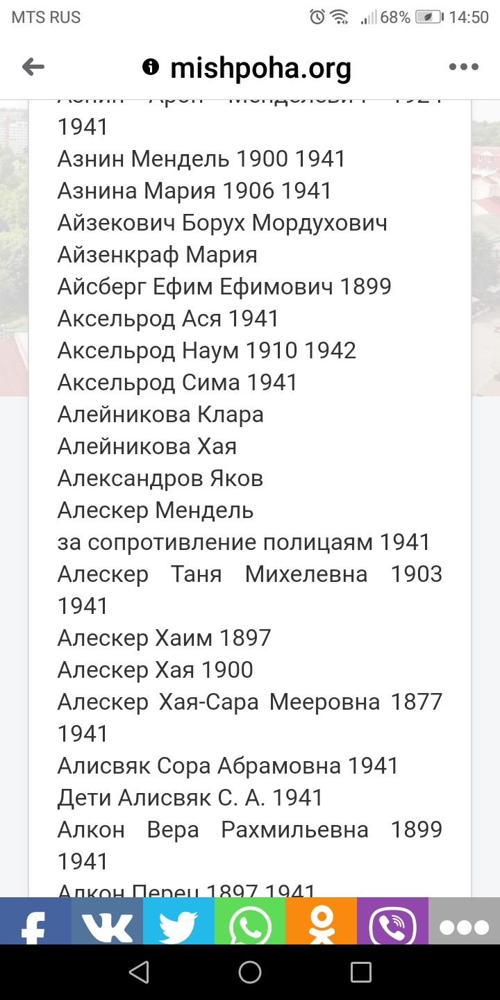 MTS RUS 68% 14:50
mishpoha.org
1941
Азнин Мендель 1900 1941
Азнина Мария 1906 1941
Айзекович Борух Мордухович
Айзенкраф Мария
Айсберг Ефим Ефимович 1899
Аксельрод Ася 1941
Аксельрод Наум 1910 1942
Аксельрод Сима 1941
Алейникова Клара
Алейникова Хая
Александров Яков
Алескер Мендель
за сопротивление полицаям 1941
Алескер Таня Михелевна 1903
1941
Алескер Хаим 1897
Алескер Хая 1900
Алескер Хая-Сара Мееровна 1877
1941
Алисвяк Сора Абрамовна 1941
Дети Алисвяк С. А. 1941
Алкон Вера Рахмильевна 1899
1941
Алкон Перец 1897 1941